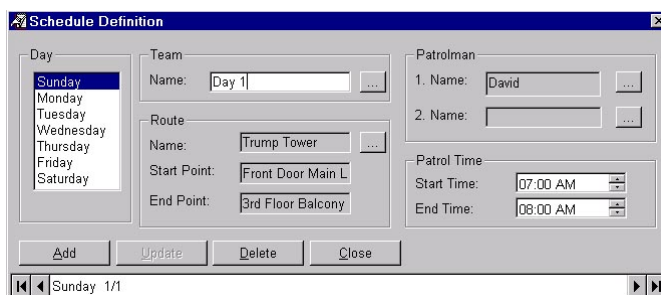 Schedule Definition
Day
Sunday
Monday
Tuesday
Wednesday
Thursday
Friday
Saturday
Team
Name: Day 1 ...
Route
Name: Trump Tower ...
Start Point: Front Door Main L
End Point: 3rd Floor Balcony
Patrolman
1. Name: David ...
2. Name: ...
Patrol Time
Start Time: 07:00 AM
End Time: 08:00 AM
Add Update Delete Close
Sunday 1/1